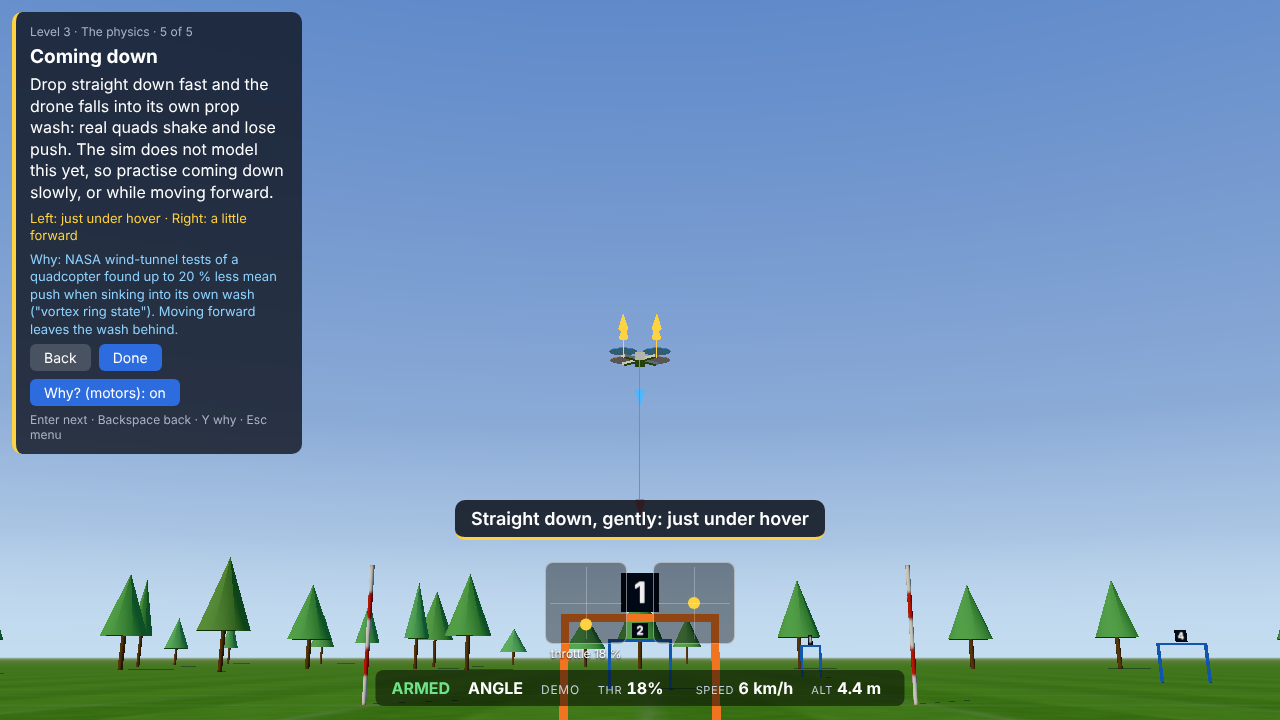 Level 3 · The physics · 5 of 5
Coming down
Drop straight down fast and the
drone falls into its own prop
wash: real quads shake and lose
push. The sim does not model
this yet, so practise coming down
slowly, or while moving forward.
Left: just under hover · Right: a little
forward
Why: NASA wind-tunnel tests of a
quadcopter found up to 20 % less mean
push when sinking into its own wash
("vortex ring state"). Moving forward
leaves the wash behind.
Back Done
Why? (motors): on
Enter next · Backspace back · Y why · Esc
menu
Straight down, gently: just under hover
1
2
4
throttle 18 %
ARMED ANGLE DEMO THR 18% SPEED 6 km/h ALT 4.4 m